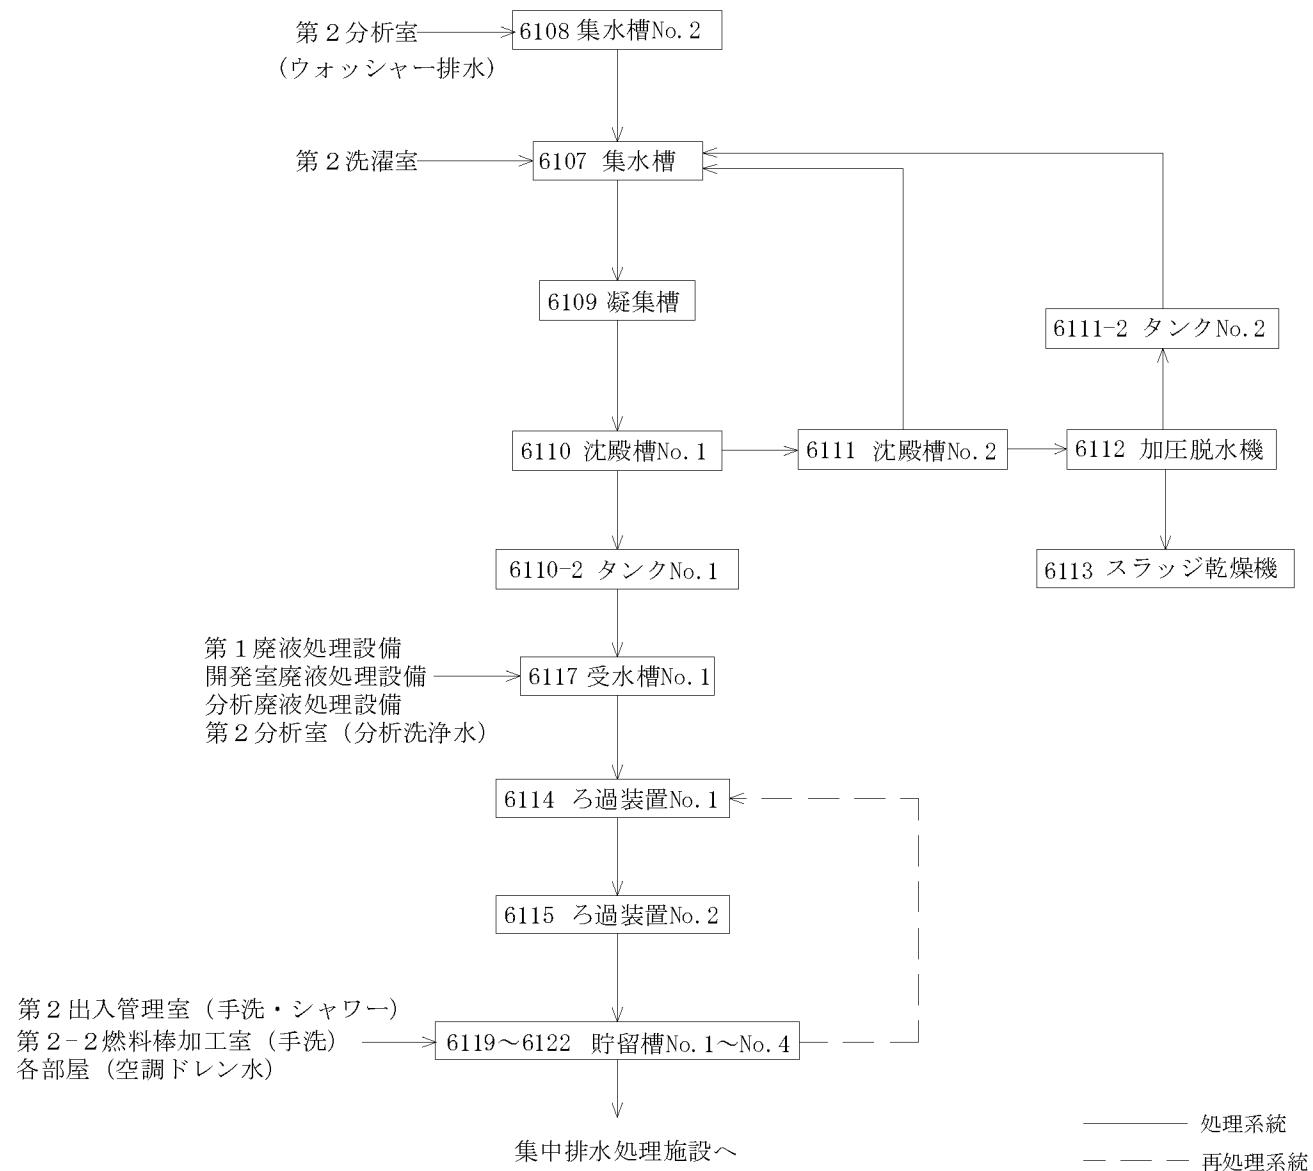 第２分析室
(ウォッシャー排水)
6108 集水槽No.2
第２洗濯室
6107 集水槽
6109 凝集槽
6111-2 タンクNo.2
6110 沈殿槽No.1
6111 沈殿槽No.2
6112 加圧脱水機
6110-2 タンクNo.1
6113 スラッジ乾燥機
第１廃液処理設備
開発室廃液処理設備
分析廃液処理設備
第２分析室（分析洗浄水）
6117 受水槽No.1
6114 ろ過装置No.1
6115 ろ過装置No.2
第２出入管理室（手洗・シャワー）
第２-２燃料棒加工室（手洗）
各部屋（空調ドレン水）
6119～6122 貯留槽No.1～No.4
集中排水処理施設へ
処理系統
再処理系統